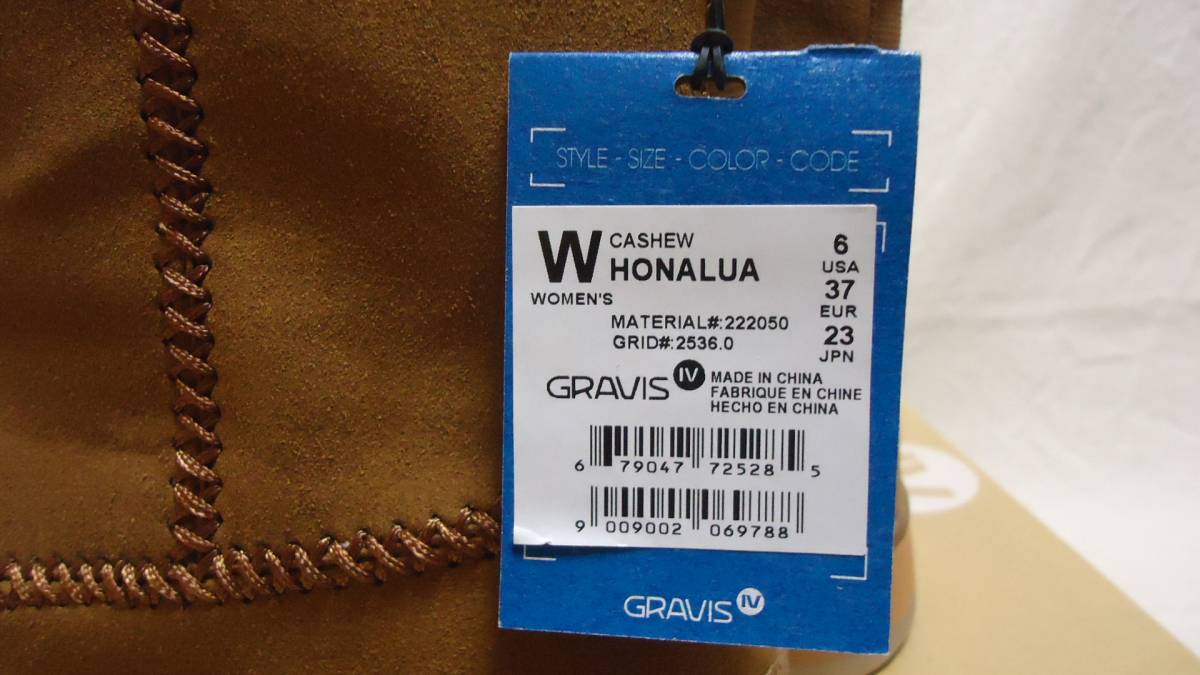 STYLE - SIZE - COLOR - CODE
W CASHEW
HONALUA
WOMEN'S
6
USA
37
EUR
23
JPN
MATERIAL#:222050
GRID#:2536.0
GRAVIS IV
MADE IN CHINA
FABRIQUE EN CHINE
HECHO EN CHINA
6 79047 72528 5
9 009002 069788
GRAVIS IV